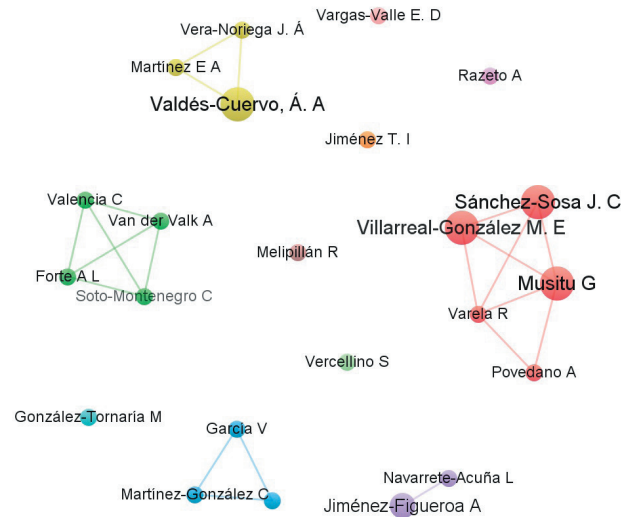 Vera-Noriega J. Á
Vargas-Valle E. D
Martínez E A
Razeto A
Valdés-Cuervo, Á. A
Jiménez T. I
Valencia C
Sánchez-Sosa J. C
Van der Valk A
Villarreal-González M. E
Melipillán R
Forte A L
Musitu G
Soto-Montenegro C
Varela R
Vercellino S
Povedano A
González-Tornaria M
Garcia V
Navarrete-Acuña L
Martínez-González C
Jiménez-Figueroa A